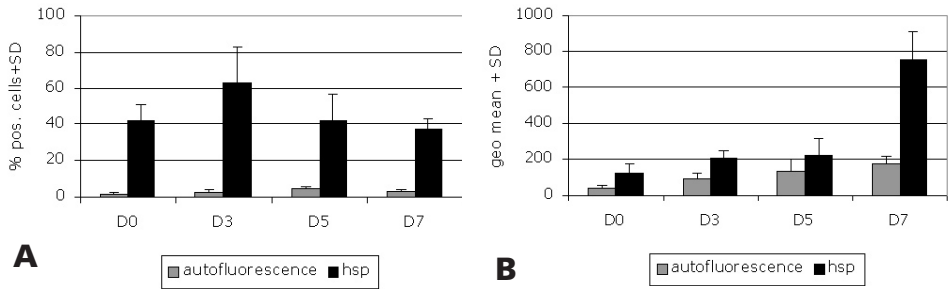 % pos. cells+SD
100
80
60
40
20
0
D0 D3 D5 D7
A
autofluorescence hsp
geo mean + SD
1000
800
600
400
200
0
D0 D3 D5 D7
B
autofluorescence hsp